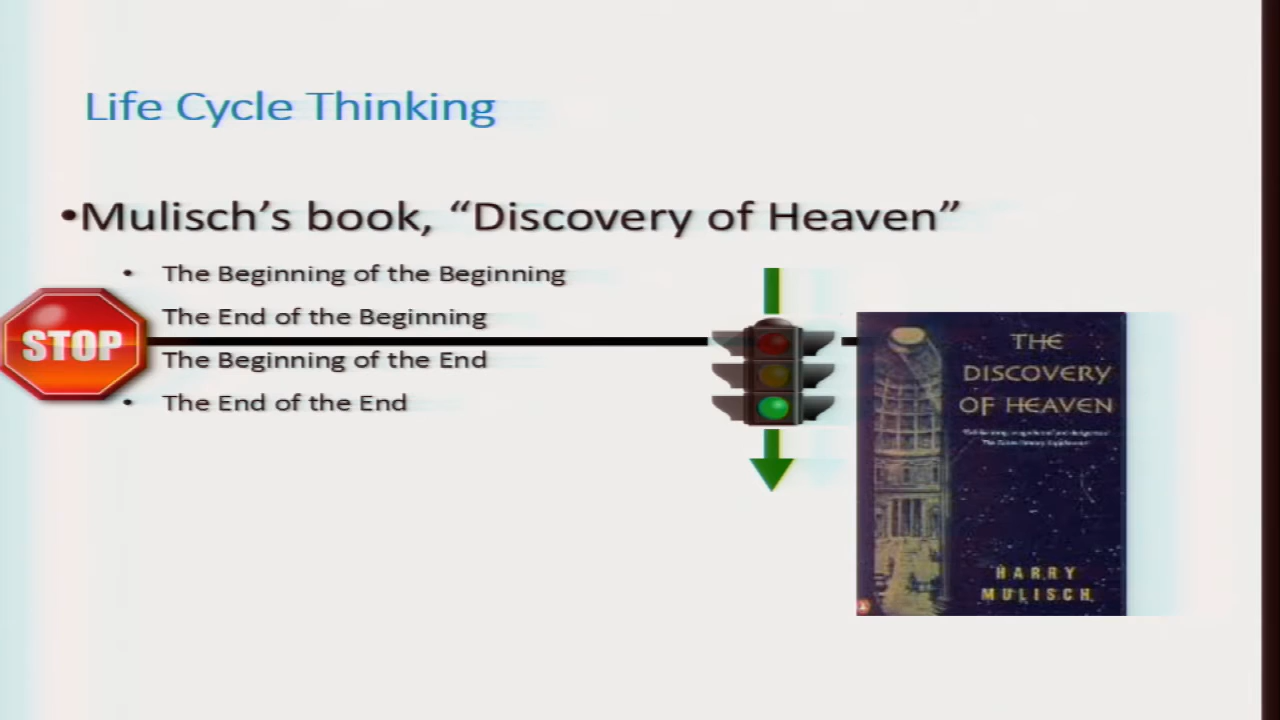 Life Cycle Thinking
•Mulisch’s book, “Discovery of Heaven”
• The Beginning of the Beginning
The End of the Beginning
STOP
The Beginning of the End
• The End of the End
THE
DISCOVERY
OF HEAVEN
HARRY
MULISCH